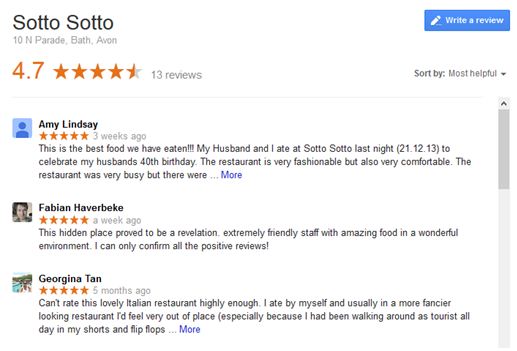 Sotto Sotto
Write a review
10 N Parade, Bath, Avon
4.7
13 reviews
Sort by: Most helpful
Amy Lindsay
3 weeks ago
This is the best food we have eaten!!! My Husband and I ate at Sotto Sotto last night (21.12.13) to
celebrate my husbands 40th birthday. The restaurant is very fashionable but also very comfortable. The
restaurant was very busy but there were ... More
Fabian Haverbeke
a week ago
This hidden place proved to be a revelation. extremely friendly staff with amazing food in a wonderful
environment. I can only confirm all the positive reviews!
Georgina Tan
5 months ago
Can't rate this lovely Italian restaurant highly enough. I ate by myself and usually in a more fancier
looking restaurant I'd feel very out of place (especially because I had been walking around as tourist all
day in my shorts and flip flops ... More